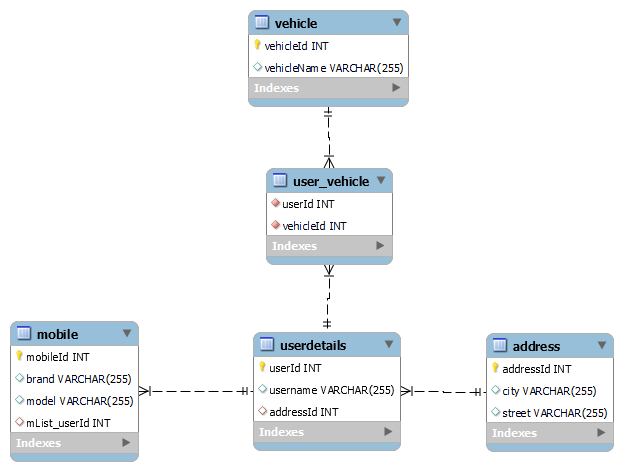 vehicle
vehicleId INT
vehicleName VARCHAR(255)
Indexes
user_vehicle
userId INT
vehicleId INT
Indexes
mobile
mobileId INT
brand VARCHAR(255)
model VARCHAR(255)
mList_userId INT
Indexes
userdetails
userId INT
username VARCHAR(255)
addressId INT
Indexes
address
addressId INT
city VARCHAR(255)
street VARCHAR(255)
Indexes